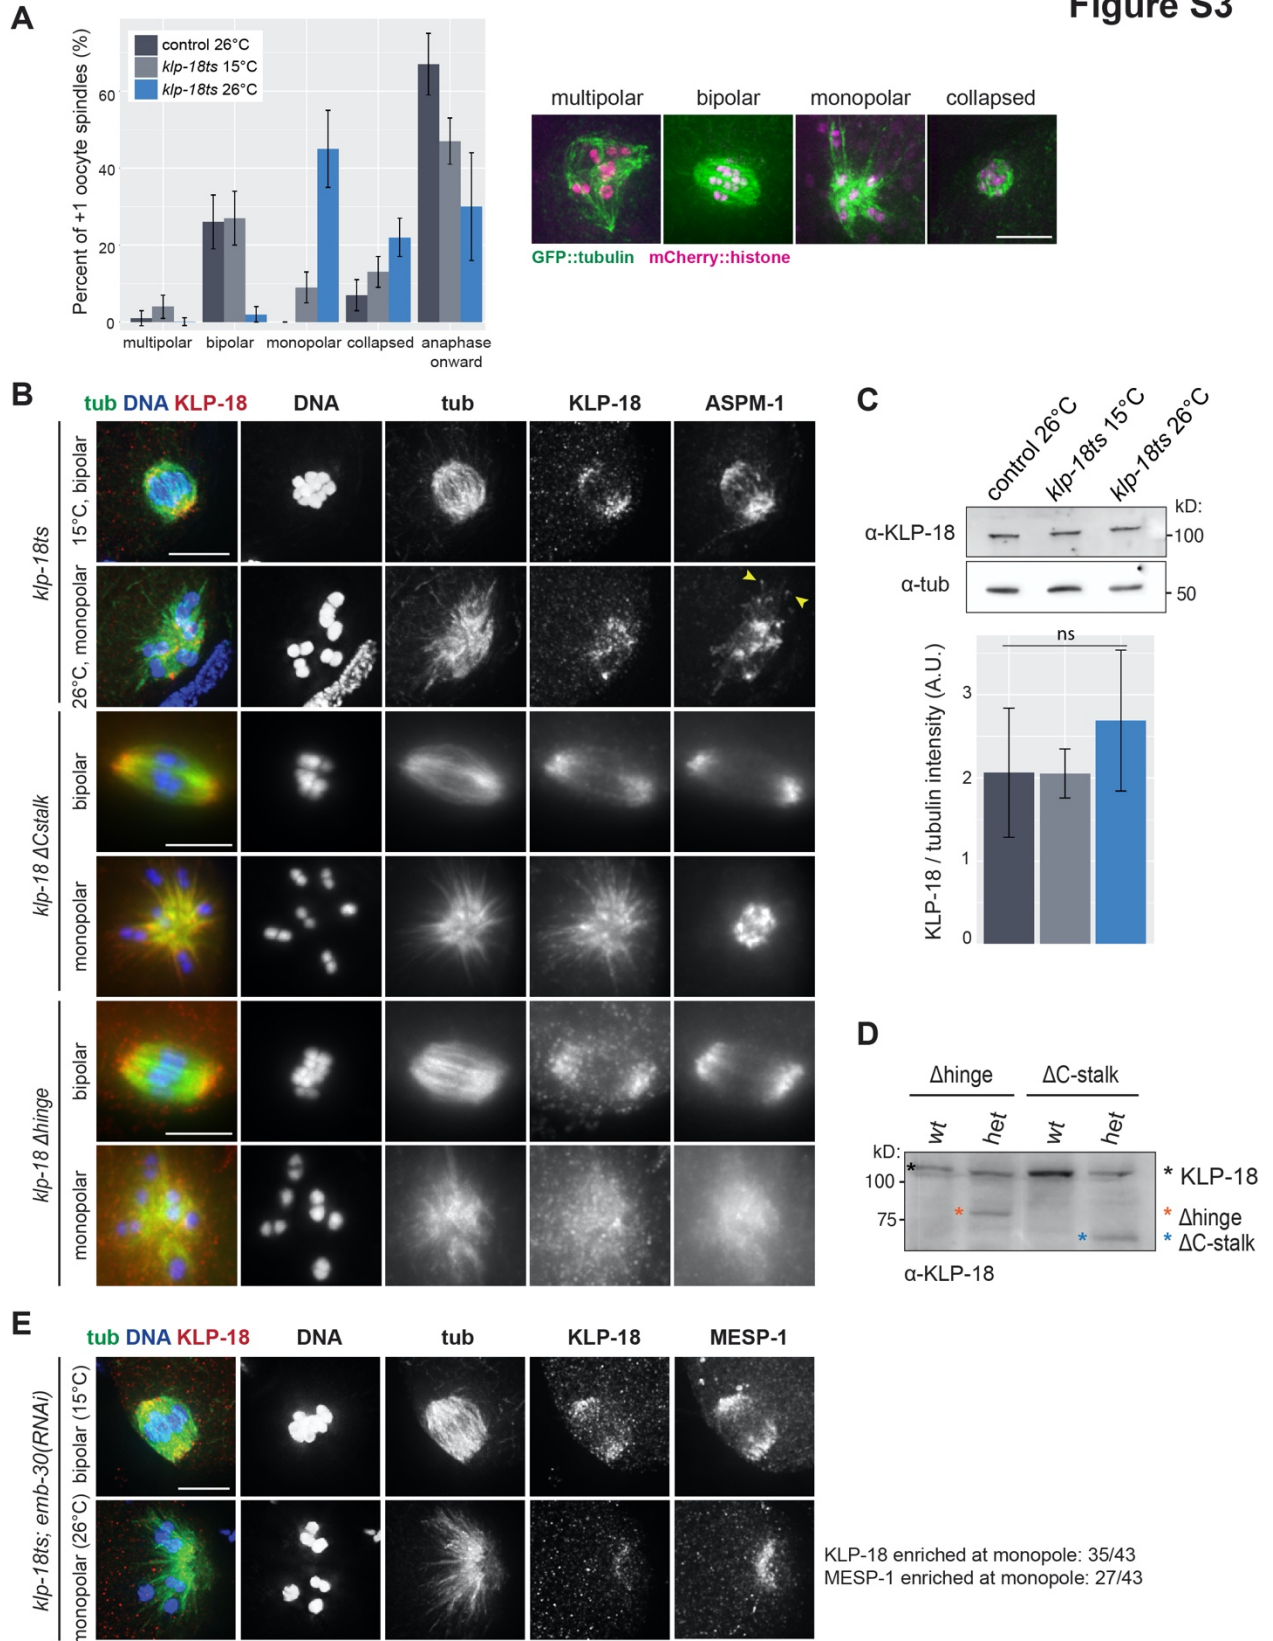 Figure S3
A
Percent of +1 oocyte spindles (%)
60
40
20
0
control 26°C
klp-18ts 15°C
klp-18ts 26°C
multipolar bipolar monopolar collapsed anaphase
onward
multipolar bipolar monopolar collapsed
GFP::tubulin mCherry::histone
B
tub DNA KLP-18 DNA tub KLP-18 ASPM-1
klp-18ts
15°C, bipolar
26°C, monopolar
klp-18 ΔCstalk
bipolar
monopolar
klp-18 Δhinge
bipolar
monopolar
C
control 26°C
klp-18ts 15°C
klp-18ts 26°C
kD:
α-KLP-18
100
α-tub
50
ns
KLP-18 / tubulin intensity (A.U.)
3
2
1
0
D
Δhinge ΔC-stalk
wt het wt het
kD:
100
75
*
*
*
* KLP-18
* Δhinge
* ΔC-stalk
α-KLP-18
E
tub DNA KLP-18 DNA tub KLP-18 MESP-1
klp-18ts; emb-30(RNAi)
bipolar (15°C)
monopolar (26°C)
KLP-18 enriched at monopole: 35/43
MESP-1 enriched at monopole: 27/43